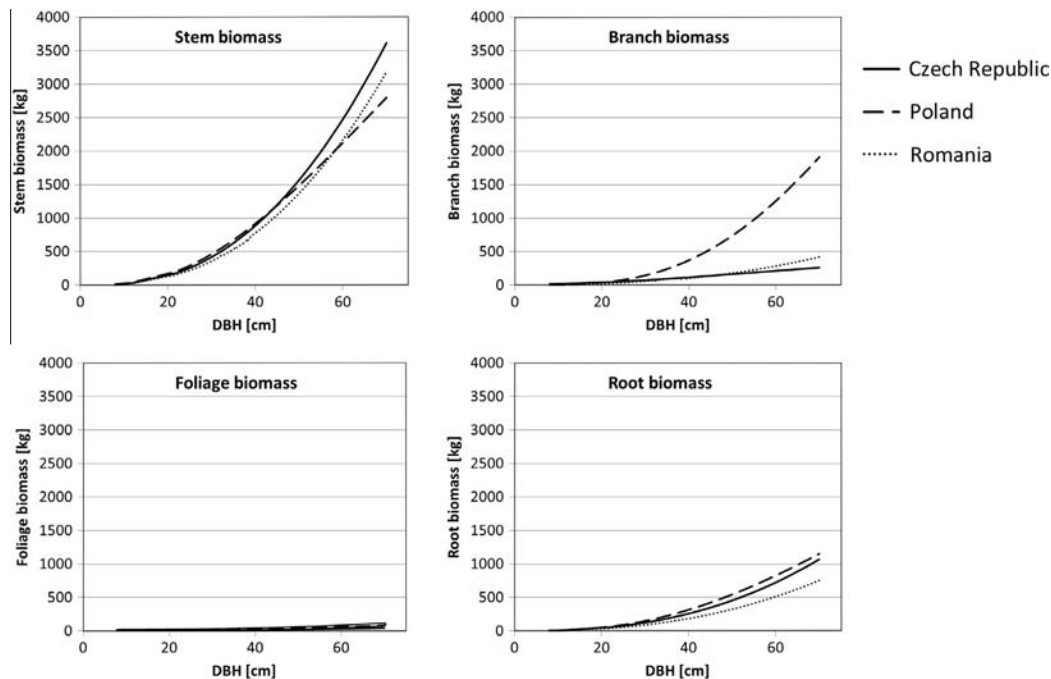 Stem biomass
Stem biomass [kg]
4000
3500
3000
2500
2000
1500
1000
500
0
0 20 40 60
DBH [cm]
Branch biomass
Branch biomass [kg]
4000
3500
3000
2500
2000
1500
1000
500
0
0 20 40 60
DBH [cm]
Czech Republic
Poland
Romania
Foliage biomass
Foliage biomass [kg]
4000
3500
3000
2500
2000
1500
1000
500
0
0 20 40 60
DBH [cm]
Root biomass
Root biomass [kg]
4000
3500
3000
2500
2000
1500
1000
500
0
0 20 40 60
DBH [cm]